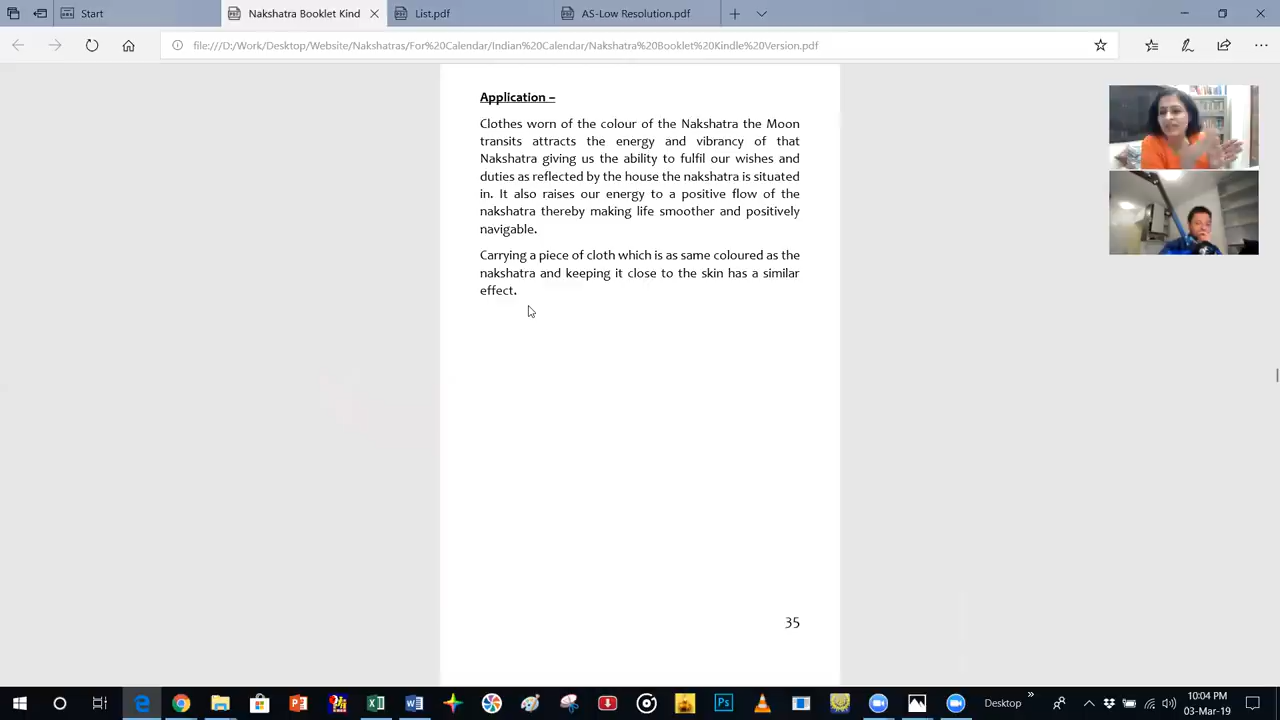 Start
Nakshatra Booklet Kind
List.pdf
AS-Low Resolution.pdf
file:///D:/Work/Desktop/Website/Nakshatras/For%20Calendar/Indian%20Calendar/Nakshatra%20Booklet%20Kindle%20Version.pdf
Application –
Clothes worn of the colour of the Nakshatra the Moon
transits attracts the energy and vibrancy of that
Nakshatra giving us the ability to fulfil our wishes and
duties as reflected by the house the nakshatra is situated
in. It also raises our energy to a positive flow of the
nakshatra thereby making life smoother and positively
navigable.
Carrying a piece of cloth which is as same coloured as the
nakshatra and keeping it close to the skin has a similar
effect.
35
Desktop
10:04 PM
03-Mar-19